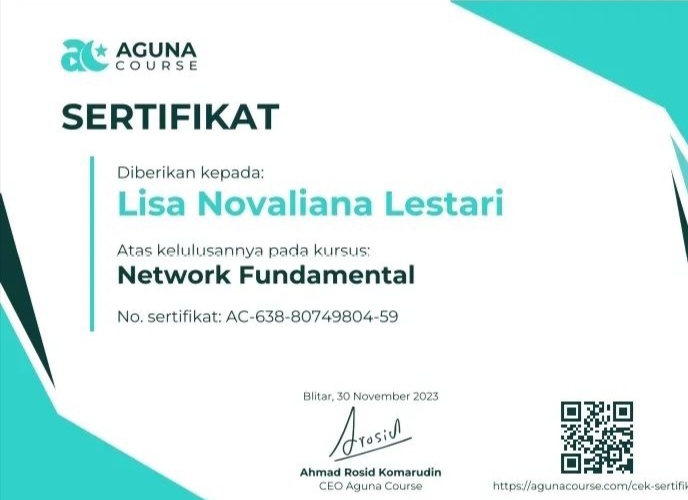 AGUNA
COURSE
SERTIFIKAT
Diberikan kepada:
Lisa Novaliana Lestari
Atas kelulusannya pada kursus:
Network Fundamental
No. sertifikat: AC-638-80749804-59
Blitar, 30 November 2023
Arosid
Ahmad Rosid Komarudin
CEO Aguna Course
https://agunacourse.com/cek-sertifik